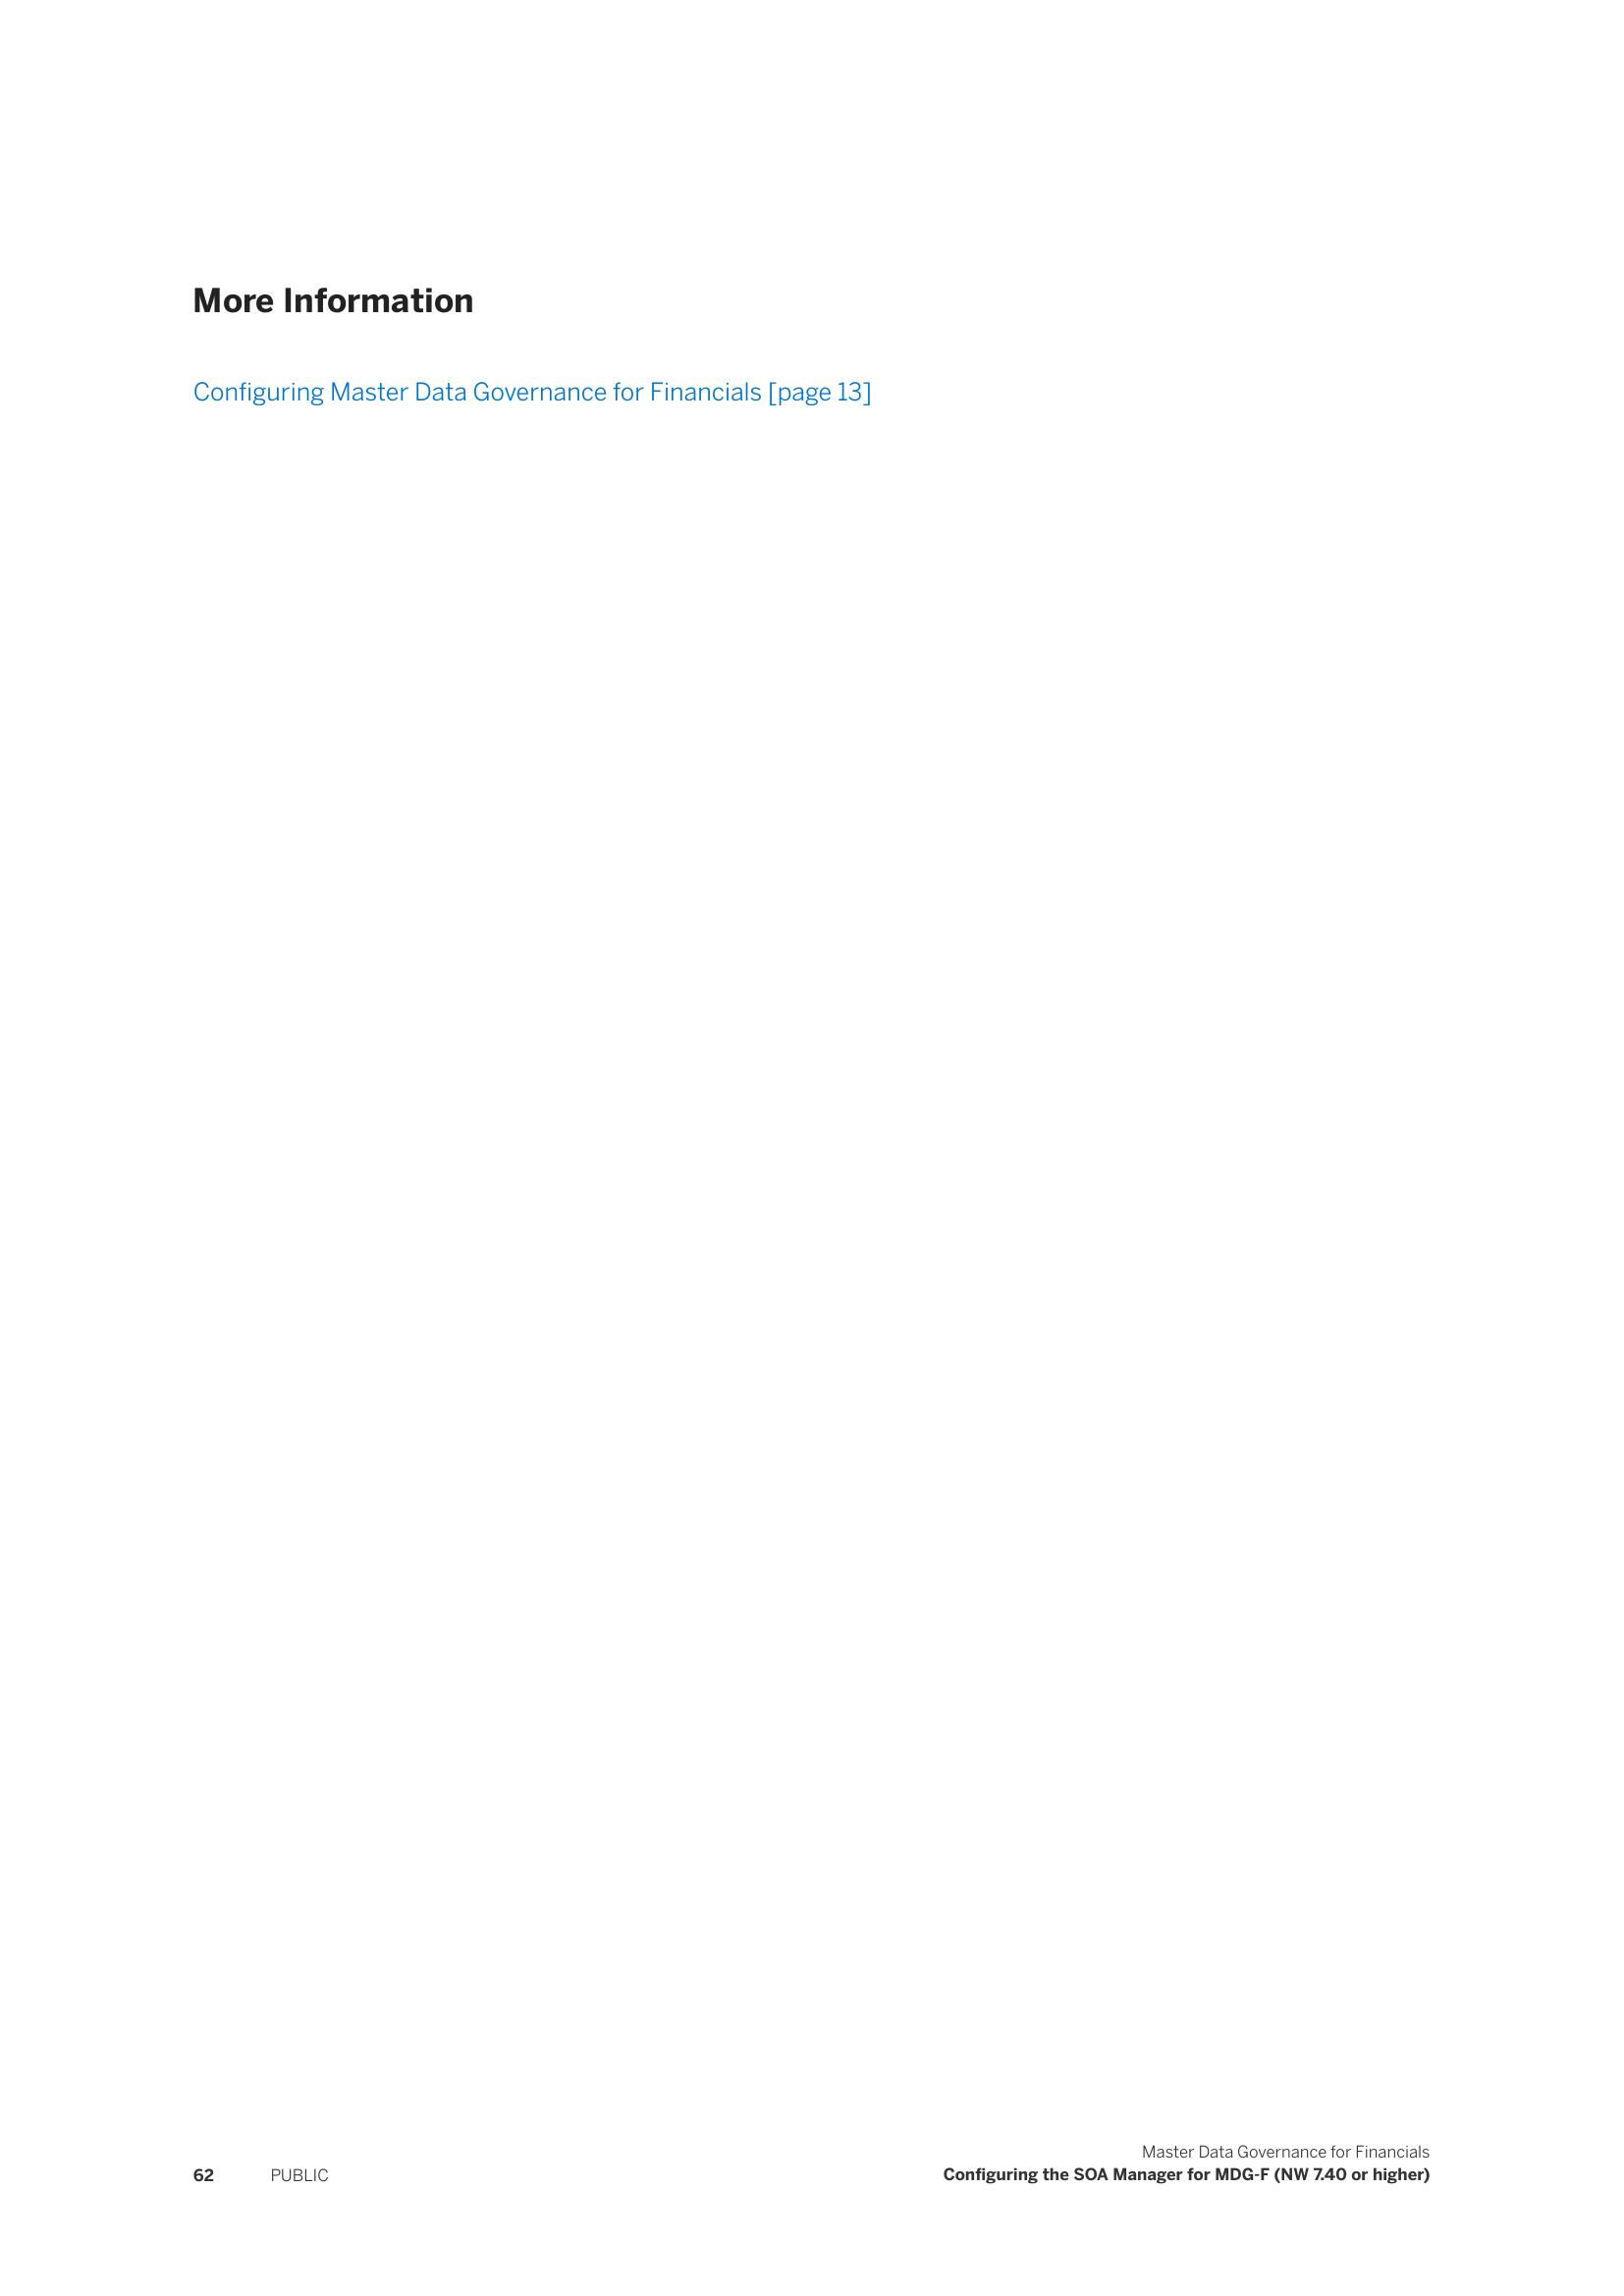 More Information
Configuring Master Data Governance for Financials [page 13]
Master Data Governance for Financials
62 PUBLIC Configuring the SOA Manager for MDG-F (NW 7.40 or higher)